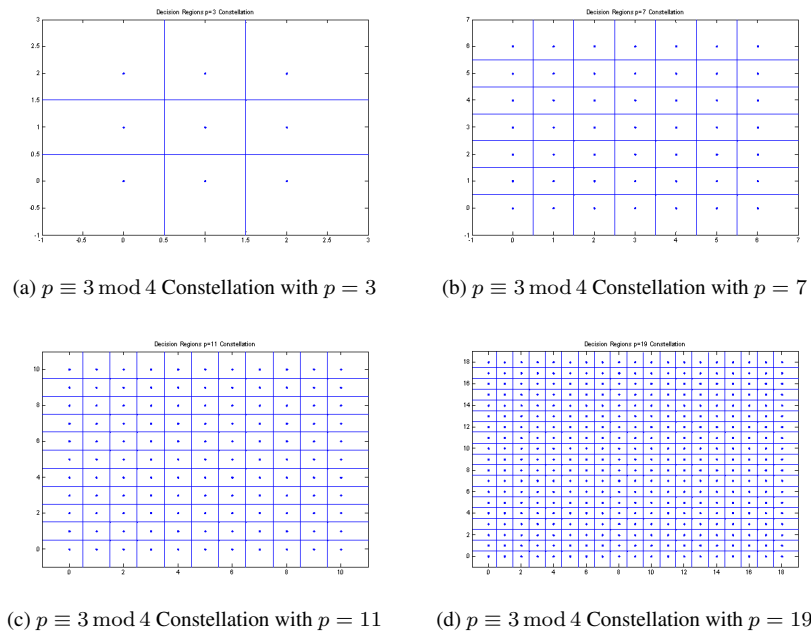 Decision Regions p=3 Constellation
3
2.5
2
1.5
1
0.5
0
-0.5
-1
-1 -0.5 0 0.5 1 1.5 2 2.5 3
(a) p ≡ 3 mod 4 Constellation with p = 3
Decision Regions p=7 Constellation
7
6
5
4
3
2
1
0
-1
-1 0 1 2 3 4 5 6 7
(b) p ≡ 3 mod 4 Constellation with p = 7
Decision Regions p=11 Constellation
10
8
6
4
2
0
0 2 4 6 8 10
(c) p ≡ 3 mod 4 Constellation with p = 11
Decision Regions p=19 Constellation
18
16
14
12
10
8
6
4
2
0
0 2 4 6 8 10 12 14 16 18
(d) p ≡ 3 mod 4 Constellation with p = 19